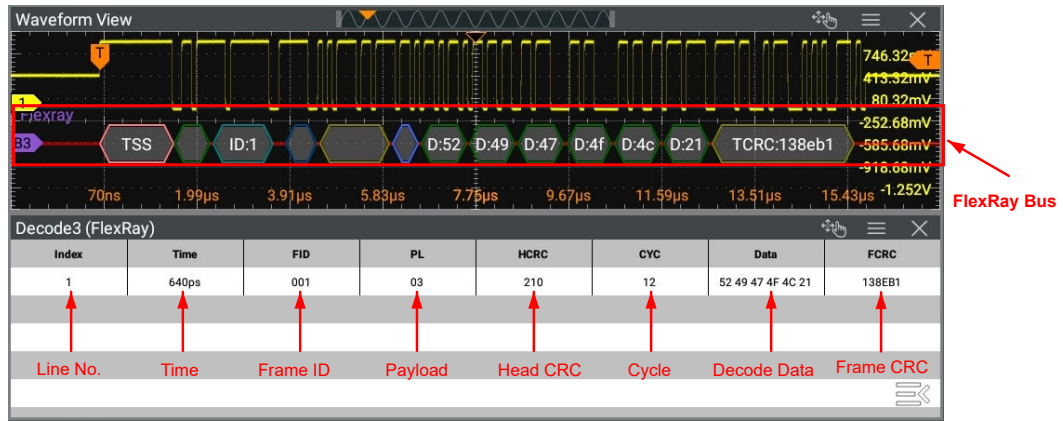 Waveform View
T
746.32
T
413.32mV
1
80.32mV
Flexray
-252.68mV
B3
TSS ID:1 D:52 D:49 D:47 D:4f D:4c D:21 TCRC:138eb1
-585.68mV
-918.68mV
-1.252V
70ns 1.99µs 3.91µs 5.83µs 7.75µs 9.67µs 11.59µs 13.51µs 15.43µs
FlexRay Bus
Decode3 (FlexRay)
Index Time FID PL HCRC CYC Data FCRC
1 640ps 001 03 210 12 52 49 47 4F 4C 21 138EB1
Line No. Time Frame ID Payload Head CRC Cycle Decode Data Frame CRC